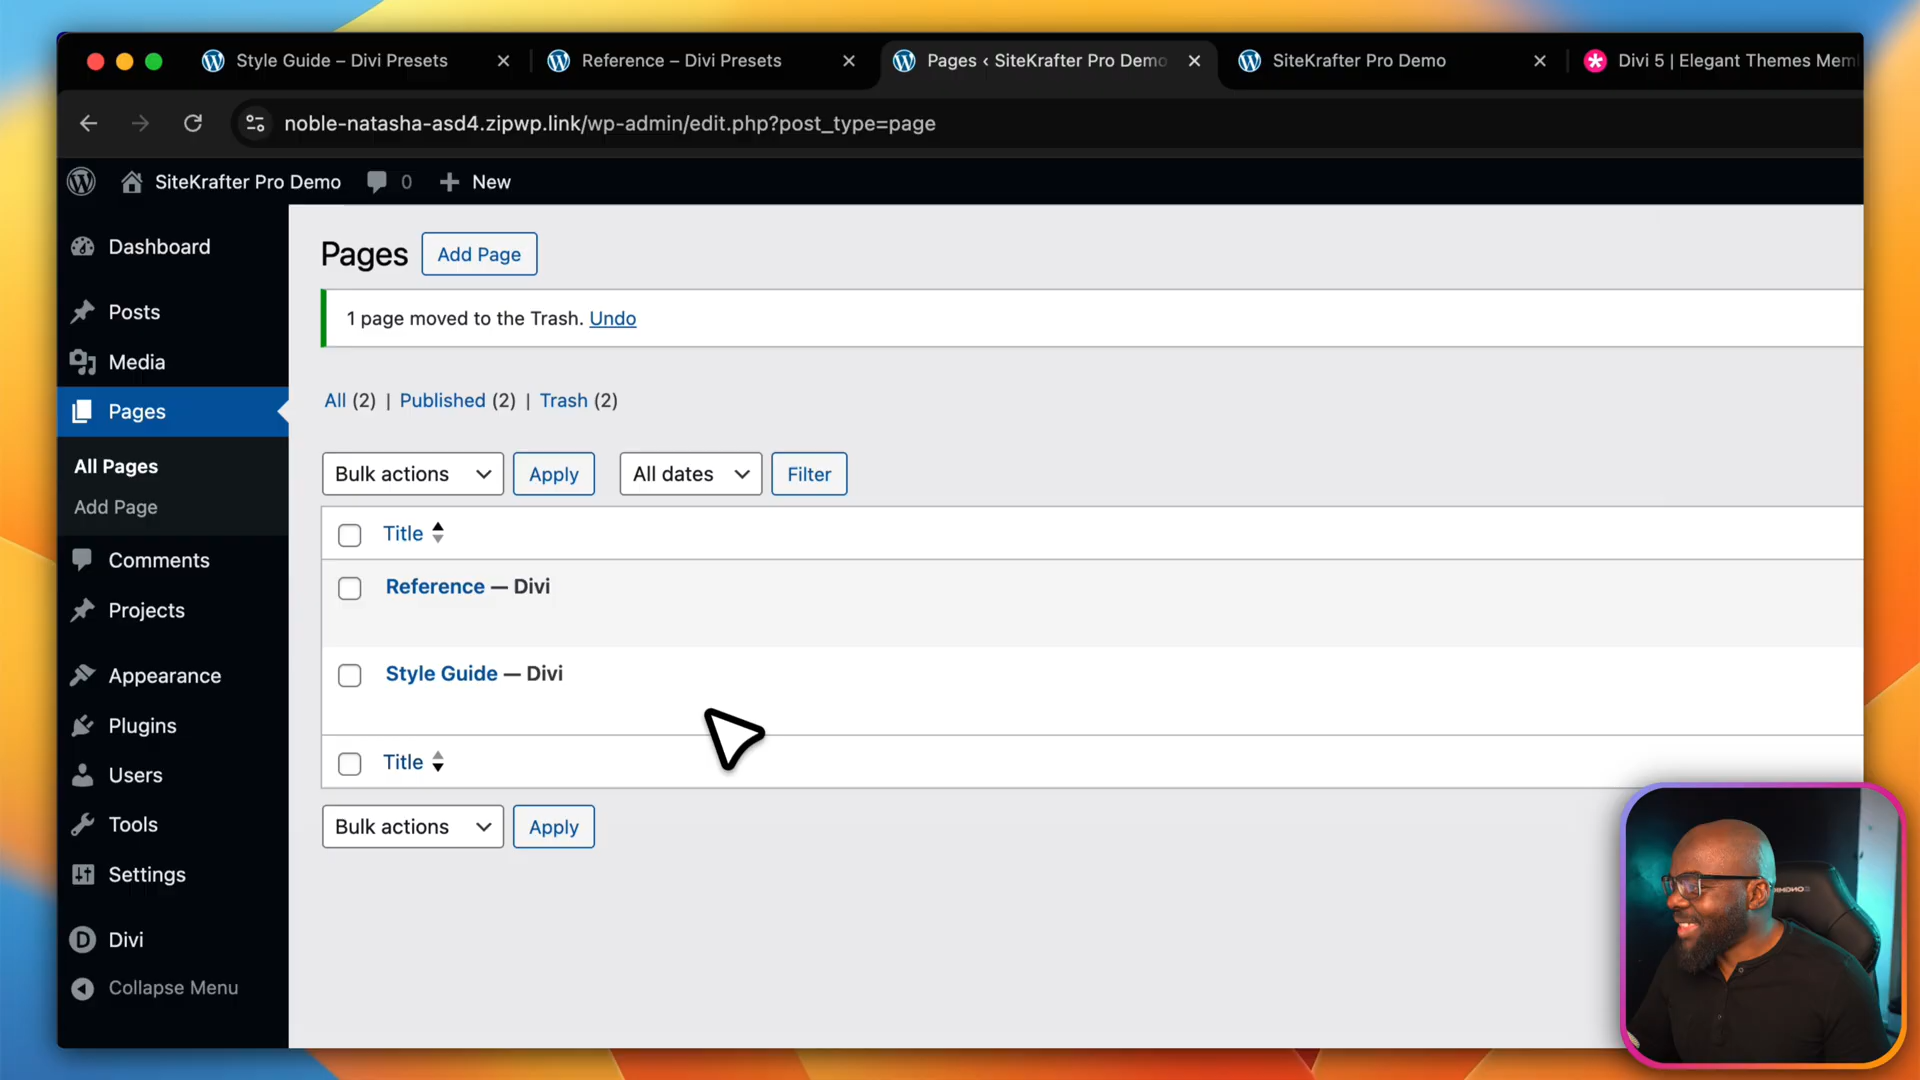 Style Guide – Divi Presets
Reference – Divi Presets
Pages ‹ SiteKrafter Pro Demo
SiteKrafter Pro Demo
Divi 5 | Elegant Themes Mem
noble-natasha-asd4.zipwp.link/wp-admin/edit.php?post_type=page
SiteKrafter Pro Demo
0
New
Dashboard
Posts
Media
Pages
All Pages
Add Page
Comments
Projects
Appearance
Plugins
Users
Tools
Settings
Divi
Collapse Menu
Pages
Add Page
1 page moved to the Trash. Undo
All (2) | Published (2) | Trash (2)
Bulk actions
Apply
All dates
Filter
Title
Reference — Divi
Style Guide — Divi
Title
Bulk actions
Apply